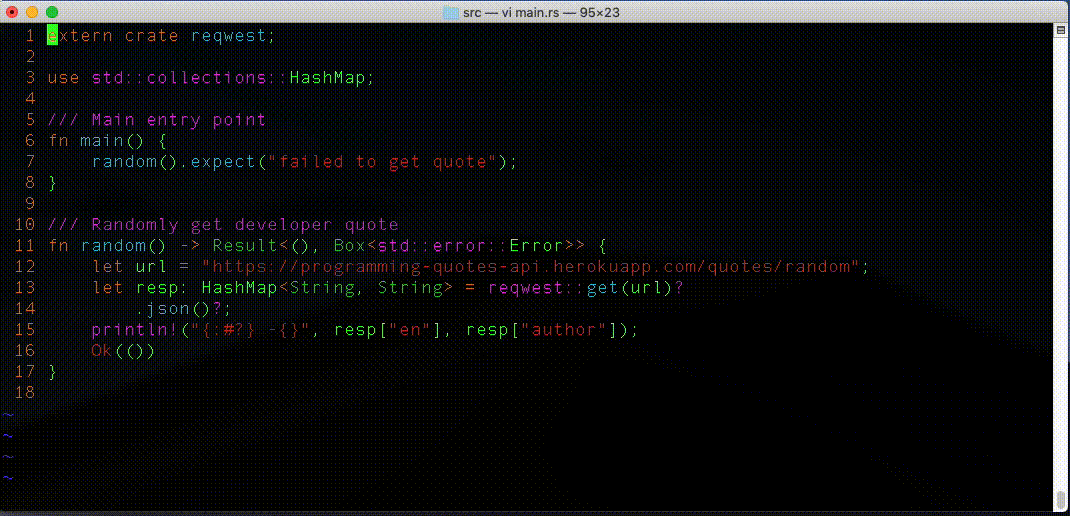 src — vi main.rs — 95×23
1 extern crate reqwest;
2
3 use std::collections::HashMap;
4
5 /// Main entry point
6 fn main() {
7     random().expect("failed to get quote");
8 }
9
10 /// Randomly get developer quote
11 fn random() -> Result<(), Box<std::error::Error>> {
12     let url = "https://programming-quotes-api.herokuapp.com/quotes/random";
13     let resp: HashMap<String, String> = reqwest::get(url)?
14         .json()?;
15     println!("{:#?} -{}", resp["en"], resp["author"]);
16     Ok(())
17 }
18
~
~
~
~